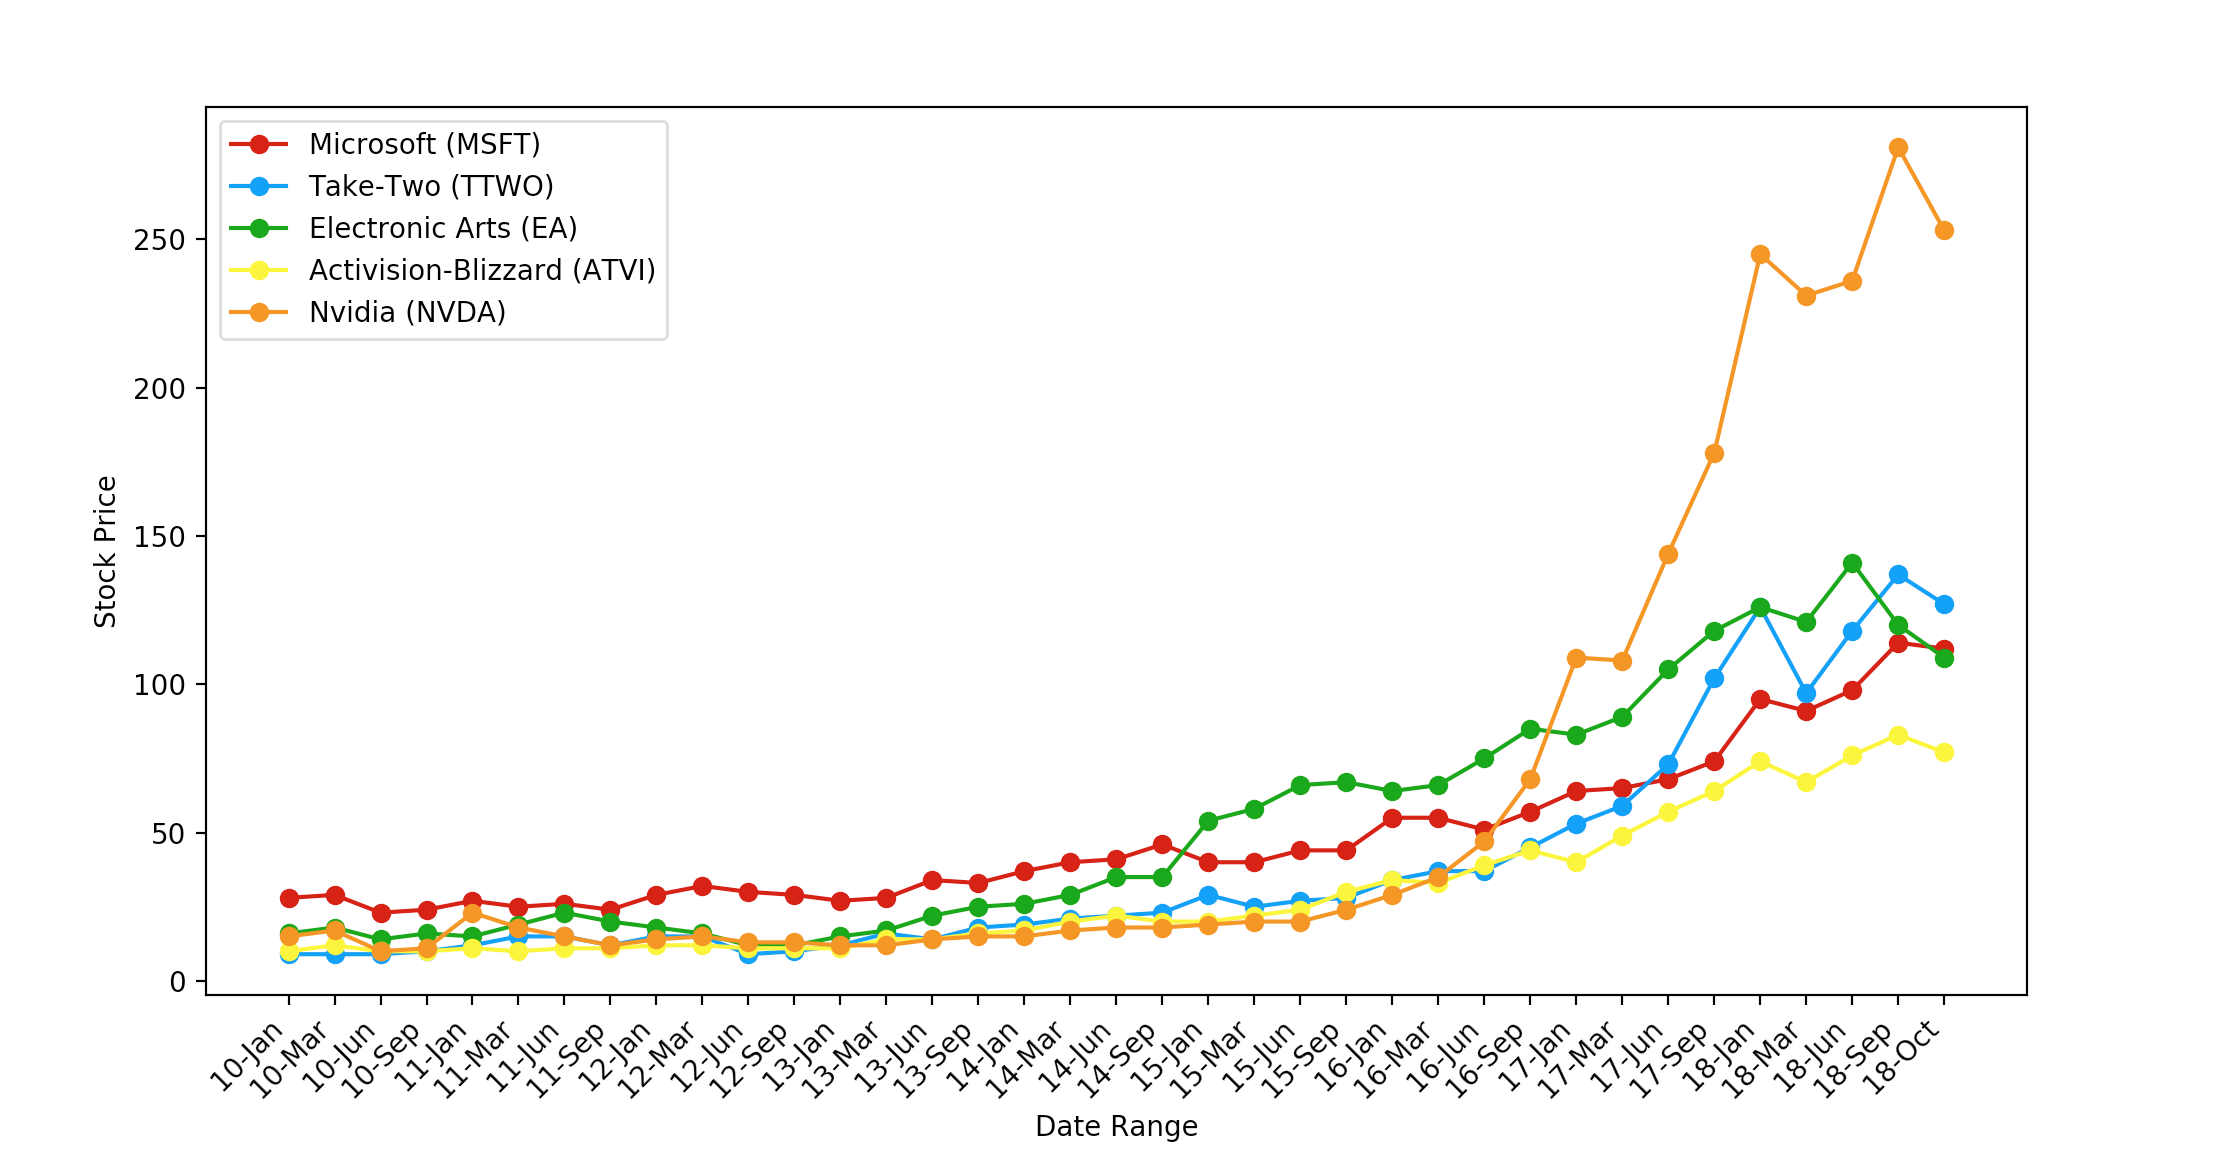 Microsoft (MSFT)
Take-Two (TTWO)
Electronic Arts (EA)
Activision-Blizzard (ATVI)
Nvidia (NVDA)
250
200
150
100
50
0
Stock Price
10-Jan
10-Mar
10-Jun
10-Sep
11-Jan
11-Mar
11-Jun
11-Sep
12-Jan
12-Mar
12-Jun
12-Sep
13-Jan
13-Mar
13-Jun
13-Sep
14-Jan
14-Mar
14-Jun
14-Sep
15-Jan
15-Mar
15-Jun
15-Sep
16-Jan
16-Mar
16-Jun
16-Sep
17-Jan
17-Mar
17-Jun
17-Sep
18-Jan
18-Mar
18-Jun
18-Sep
18-Oct
Date Range